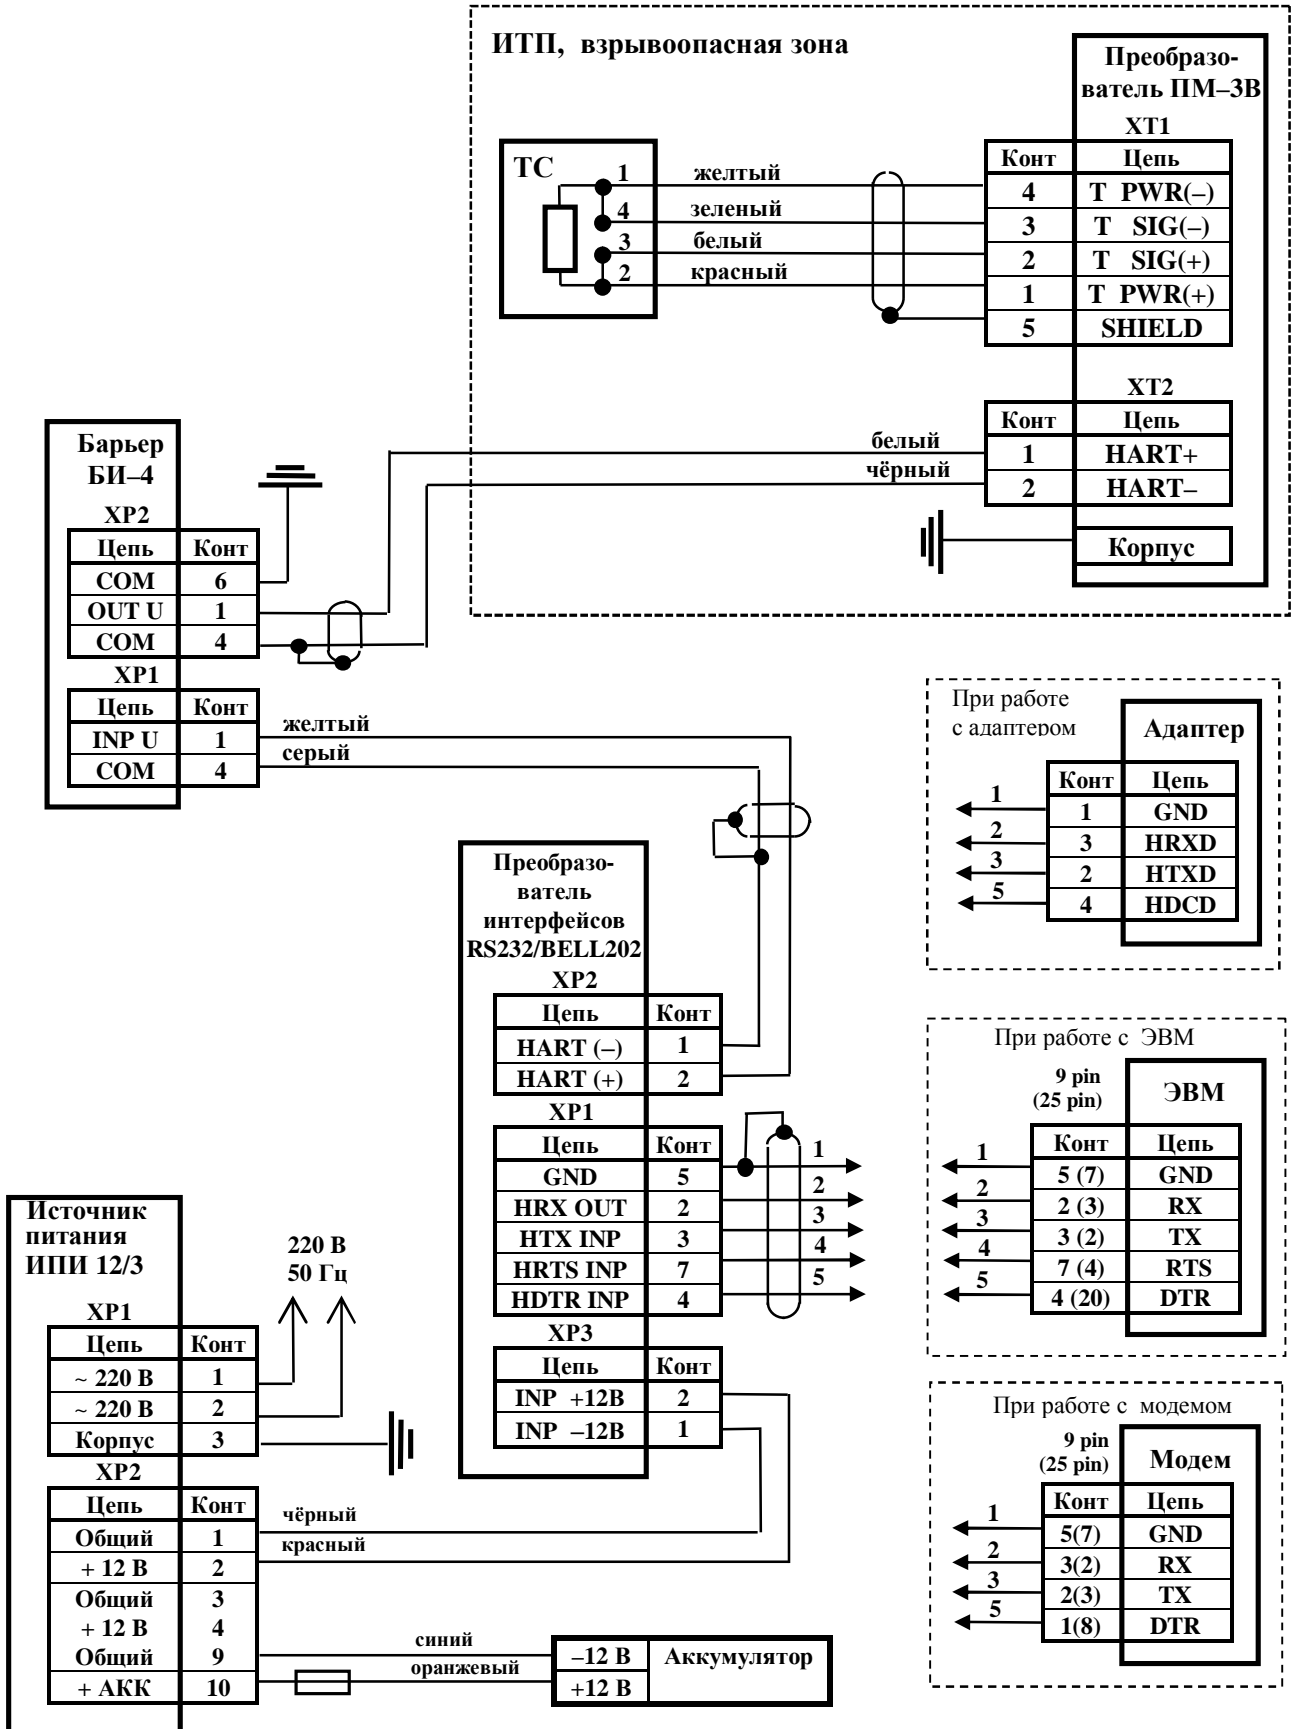 ИТП, взрывоопасная зона
Преобразо-
ватель ПМ–3В
XT1
Конт Цепь
4 T PWR(–)
3 T SIG(–)
2 T SIG(+)
1 T PWR(+)
5 SHIELD
ТС
1 желтый
4 зеленый
3 белый
2 красный
XT2
Конт Цепь
1 HART+
2 HART–
Корпус
белый
чёрный
Барьер
БИ–4
XP2
Цепь Конт
COM 6
OUT U 1
COM 4
XP1
Цепь Конт
INP U 1
COM 4
желтый
серый
При работе
с адаптером
Адаптер
Конт Цепь
1 1 GND
2 3 HRXD
3 2 HTXD
5 4 HDCD
Преобразо-
ватель
интерфейсов
RS232/BELL202
XP2
Цепь Конт
HART (–) 1
HART (+) 2
XP1
Цепь Конт
GND 5 1
HRX OUT 2 2
HTX INP 3 3
HRTS INP 7 4
HDTR INP 4 5
XP3
Цепь Конт
INP +12В 2
INP –12В 1
При работе с ЭВМ
9 pin
(25 pin)
ЭВМ
Конт Цепь
1 5 (7) GND
2 2 (3) RX
3 3 (2) TX
4 7 (4) RTS
5 4 (20) DTR
Источник
питания
ИПИ 12/3
220 В
50 Гц
XP1
Цепь Конт
~ 220 В 1
~ 220 В 2
Корпус 3
XP2
Цепь Конт
Общий 1
+ 12 В 2
Общий 3
+ 12 В 4
Общий 9
+ АКК 10
чёрный
красный
синий
оранжевый
–12 В Аккумулятор
+12 В
При работе с модемом
9 pin
(25 pin)
Модем
Конт Цепь
1 5(7) GND
2 3(2) RX
3 2(3) TX
5 1(8) DTR